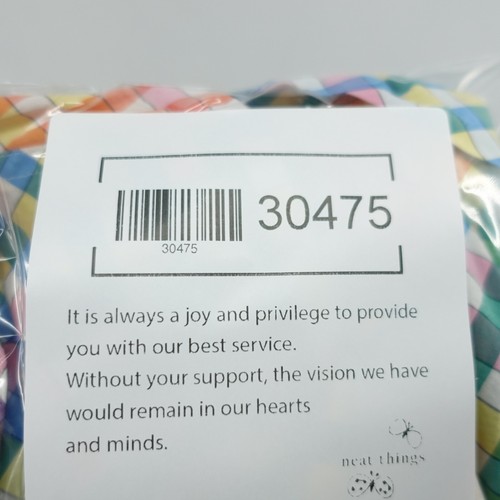 30475
30475
It is always a joy and privilege to provide
you with our best service.
Without your support, the vision we have
would remain in our hearts
and minds.
neat things